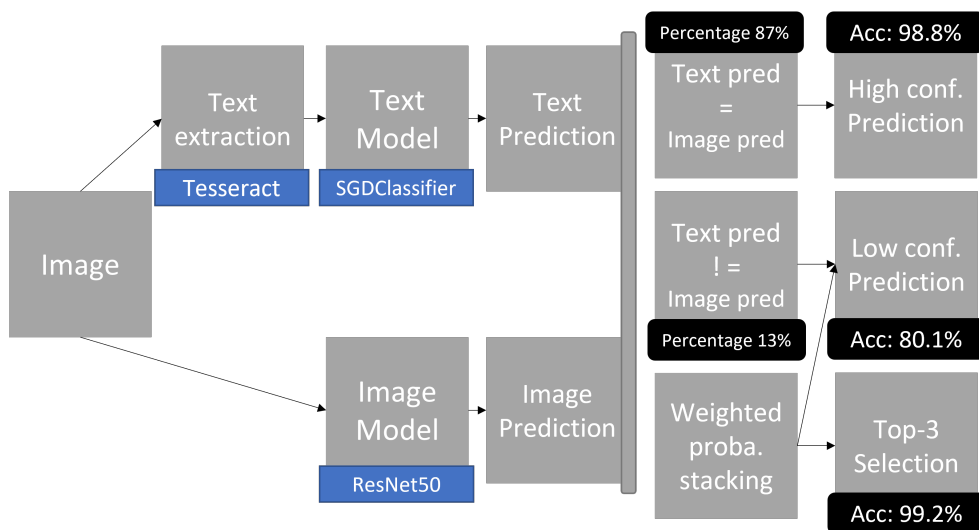 Image
Text
extraction
Tesseract
Text
Model
SGDClassifier
Text
Prediction
Image
Model
ResNet50
Image
Prediction
Percentage 87%
Text pred
=
Image pred
Acc: 98.8%
High conf.
Prediction
Text pred
! =
Image pred
Percentage 13%
Low conf.
Prediction
Acc: 80.1%
Weighted
proba.
stacking
Top-3
Selection
Acc: 99.2%